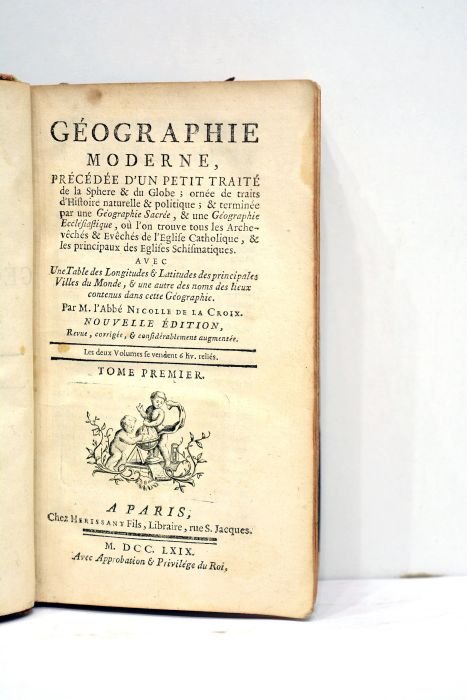 GÉOGRAPHIE
MODERNE,
PRÉCÉDÉE D'UN PETIT TRAITÉ
de la Sphere & du Globe ; ornée de traits
d'Histoire naturelle & politique ; & terminée
par une Géographie Sacrée, & une Géographie
Ecclésiastique, où l'on trouve tous les Arche-
vêchés & Evêchés de l'Eglise Catholique, &
les principaux des Eglises Schismatiques.
AVEC
Une Table des Longitudes & Latitudes des principales
Villes du Monde, & une autre des noms des lieux
contenus dans cette Géographie.
Par M. l'Abbé NICOLLE DE LA CROIX.
NOUVELLE ÉDITION,
Revue, corrigée, & considérablement augmentée.
Les deux Volumes se vendent 6 liv. reliés.
TOME PREMIER.
A PARIS,
Chez HERISSANT Fils, Libraire, rue S. Jacques.
M. DCC. LXIX.
Avec Approbation & Privilége du Roi,